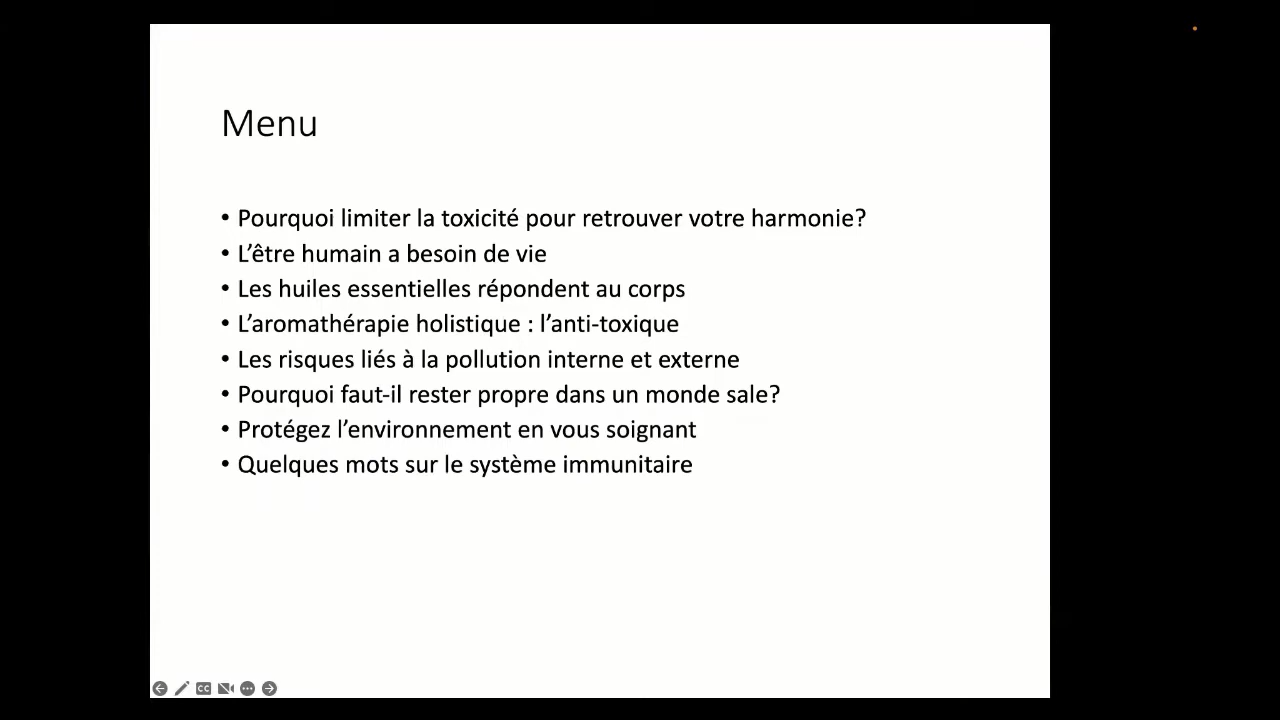 Menu
• Pourquoi limiter la toxicité pour retrouver votre harmonie?
• L’être humain a besoin de vie
• Les huiles essentielles répondent au corps
• L’aromathérapie holistique : l’anti-toxique
• Les risques liés à la pollution interne et externe
• Pourquoi faut-il rester propre dans un monde sale?
• Protégez l’environnement en vous soignant
• Quelques mots sur le système immunitaire
CC